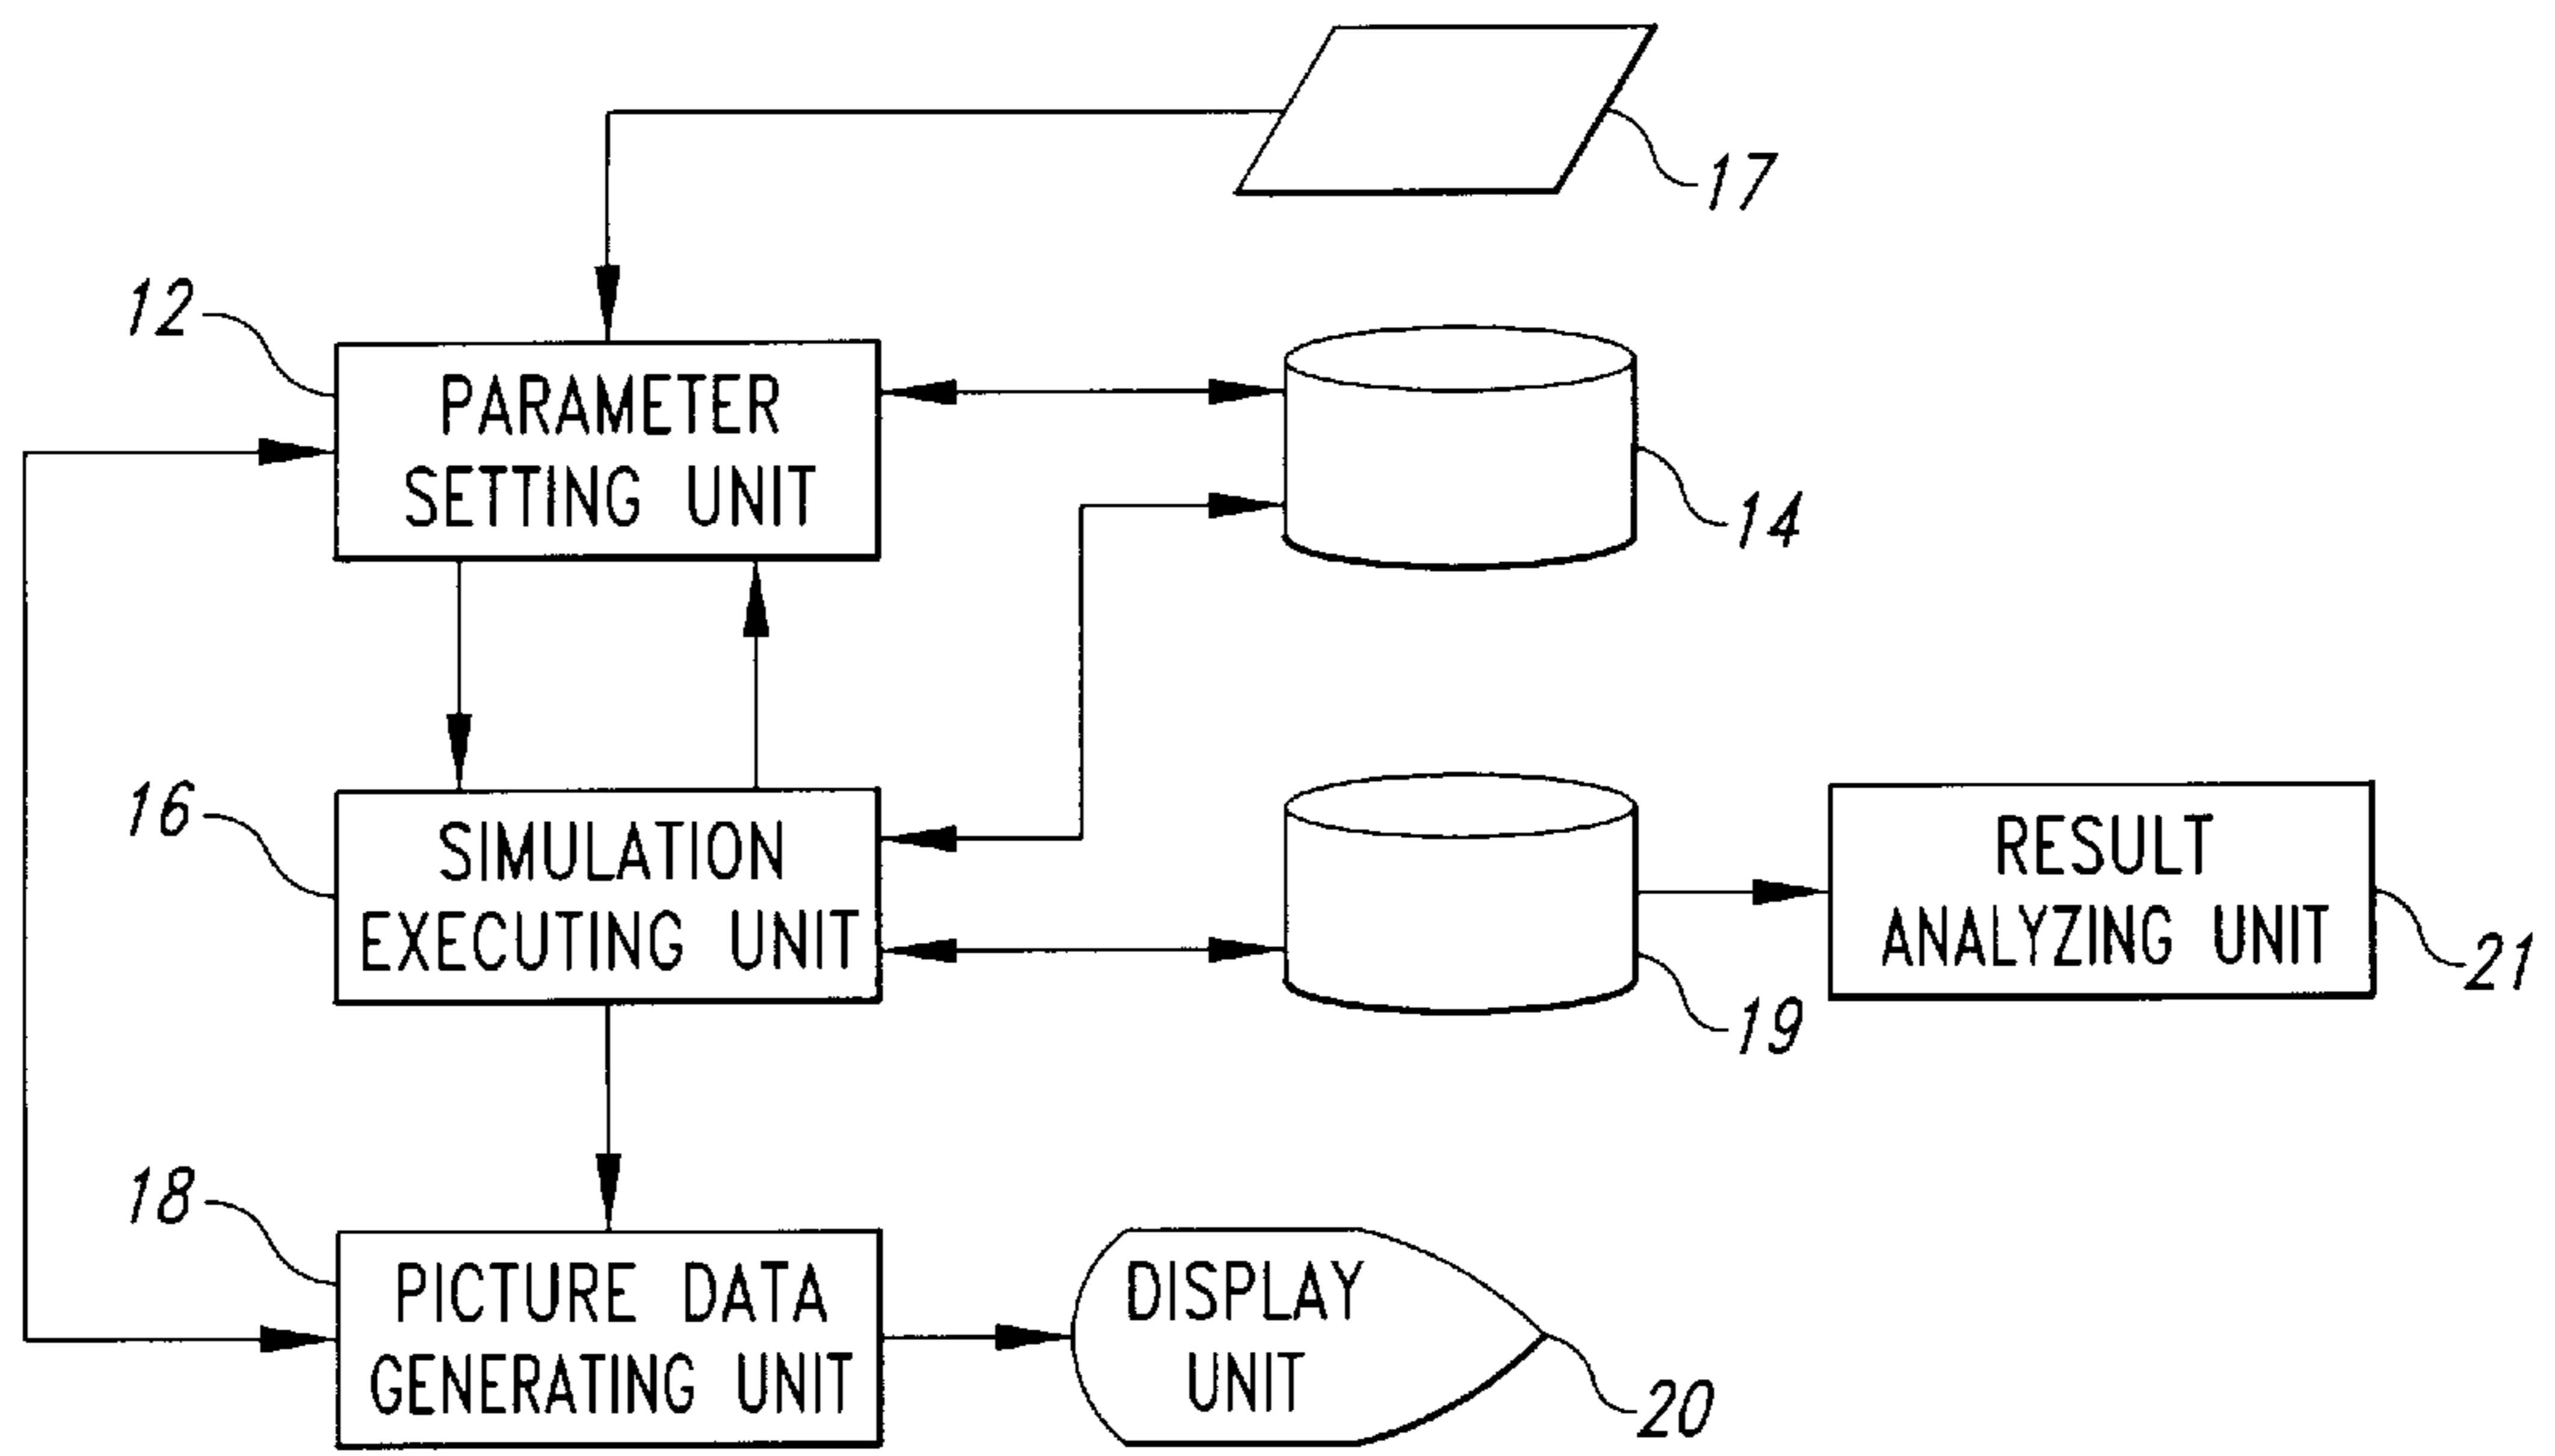 17
12
PARAMETER
SETTING UNIT
14
16
SIMULATION
EXECUTING UNIT
RESULT
ANALYZING UNIT
21
19
18
PICTURE DATA
GENERATING UNIT
DISPLAY
UNIT
20